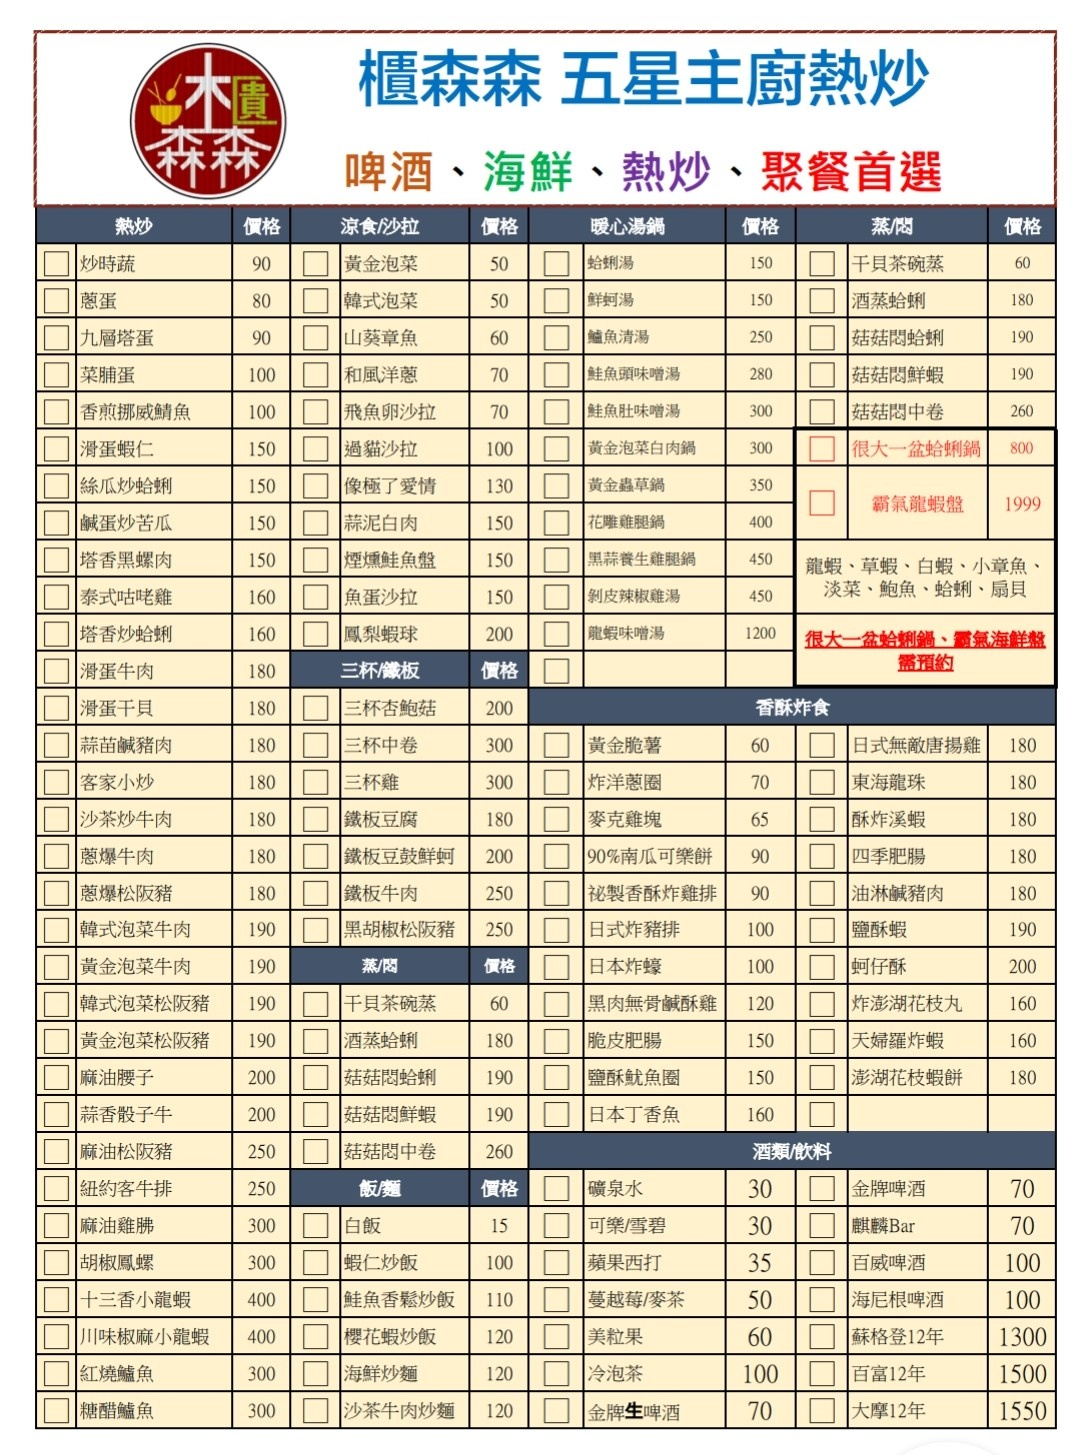 木匱
森森
櫃森森 五星主廚熱炒
啤酒、海鮮、熱炒、聚餐首選
熱炒 價格
炒時蔬 90
蔥蛋 80
九層塔蛋 90
菜脯蛋 100
香煎挪威鯖魚 100
滑蛋蝦仁 150
絲瓜炒蛤蜊 150
鹹蛋炒苦瓜 150
塔香黑螺肉 150
泰式咕咾雞 160
塔香炒蛤蜊 160
滑蛋牛肉 180
滑蛋干貝 180
蒜苗鹹豬肉 180
客家小炒 180
沙茶炒牛肉 180
蔥爆牛肉 180
蔥爆松阪豬 180
韓式泡菜牛肉 190
黃金泡菜牛肉 190
韓式泡菜松阪豬 190
黃金泡菜松阪豬 190
麻油腰子 200
蒜香骰子牛 200
麻油松阪豬 250
紐約客牛排 250
麻油雞胇 300
胡椒鳳螺 300
十三香小龍蝦 400
川味椒麻小龍蝦 400
紅燒鱸魚 300
糖醋鱸魚 300
涼食/沙拉 價格
黃金泡菜 50
韓式泡菜 50
山葵章魚 60
和風洋蔥 70
飛魚卵沙拉 70
過貓沙拉 100
像極了愛情 130
蒜泥白肉 150
煙燻鮭魚盤 150
魚蛋沙拉 150
鳳梨蝦球 200
三杯/鐵板 價格
三杯杏鮑菇 200
三杯中卷 300
三杯雞 300
鐵板豆腐 180
鐵板豆鼓鮮蚵 200
鐵板牛肉 250
黑胡椒松阪豬 250
蒸/悶 價格
干貝茶碗蒸 60
酒蒸蛤蜊 180
菇菇悶蛤蜊 190
菇菇悶鮮蝦 190
菇菇悶中卷 260
飯/麵 價格
白飯 15
蝦仁炒飯 100
鮭魚香鬆炒飯 110
櫻花蝦炒飯 120
海鮮炒麵 120
沙茶牛肉炒麵 120
暖心湯鍋 價格
蛤蜊湯 150
鮮蚵湯 150
鱸魚清湯 250
鮭魚頭味噌湯 280
鮭魚肚味噌湯 300
黃金泡菜白肉鍋 300
黃金蟲草鍋 350
花雕雞腿鍋 400
黑蒜養生雞腿鍋 450
剝皮辣椒雞湯 450
龍蝦味噌湯 1200
蒸/悶 價格
干貝茶碗蒸 60
酒蒸蛤蜊 180
菇菇悶蛤蜊 190
菇菇悶鮮蝦 190
菇菇悶中卷 260
很大一盆蛤蜊鍋 800
霸氣龍蝦盤 1999
龍蝦、草蝦、白蝦、小章魚、
淡菜、鮑魚、蛤蜊、扇貝
很大一盆蛤蜊鍋、霸氣海鮮盤
需預約
香酥炸食
黃金脆薯 60
炸洋蔥圈 70
麥克雞塊 65
90%南瓜可樂餅 90
祕製香酥炸雞排 90
日式炸豬排 100
日本炸蠔 100
黑肉無骨鹹酥雞 120
脆皮肥腸 150
鹽酥魷魚圈 150
日本丁香魚 160
日式無敵唐揚雞 180
東海龍珠 180
酥炸溪蝦 180
四季肥腸 180
油淋鹹豬肉 180
鹽酥蝦 190
蚵仔酥 200
炸澎湖花枝丸 160
天婦羅炸蝦 160
澎湖花枝蝦餅 180
酒類/飲料
礦泉水 30
可樂/雪碧 30
蘋果西打 35
蔓越莓/麥茶 50
美粒果 60
冷泡茶 100
金牌生啤酒 70
金牌啤酒 70
麒麟Bar 70
百威啤酒 100
海尼根啤酒 100
蘇格登12年 1300
百富12年 1500
大摩12年 1550